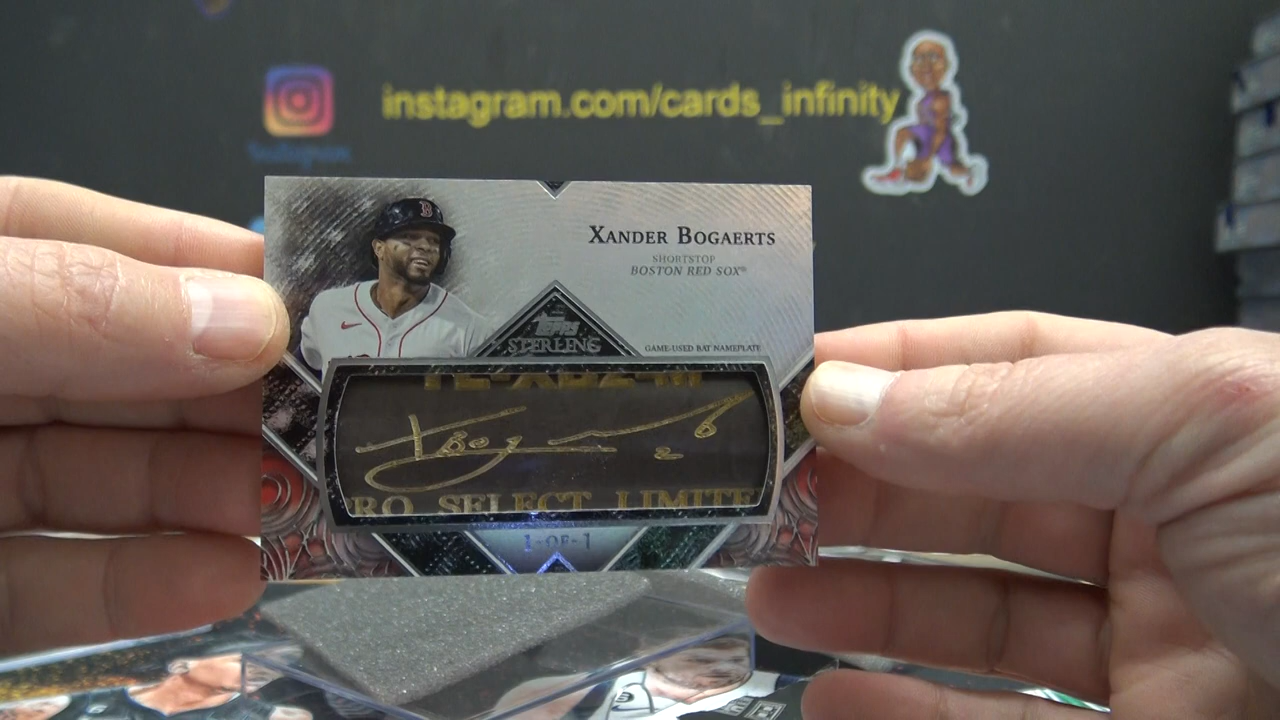 instagram.com/cards_infinity
Instagram
B
XANDER BOGAERTS
SHORTSTOP
BOSTON RED SOX®
TOPPS
STERLING
GAME-USED BAT NAMEPLATE
RO SELECT LIMITE
1-OF-1